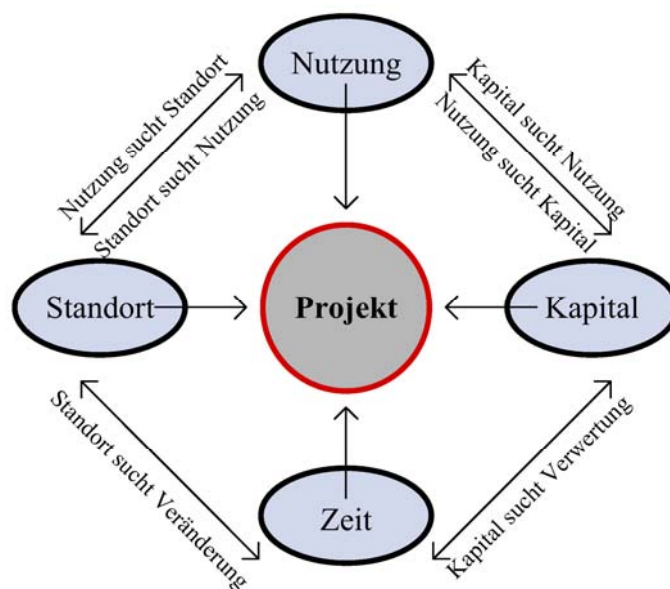 Nutzung
Nutzung sucht Standort
Standort sucht Nutzung
Kapital sucht Nutzung
Nutzung sucht Kapital
Standort
Projekt
Kapital
Standort sucht Veränderung
Zeit
Kapital sucht Verwertung